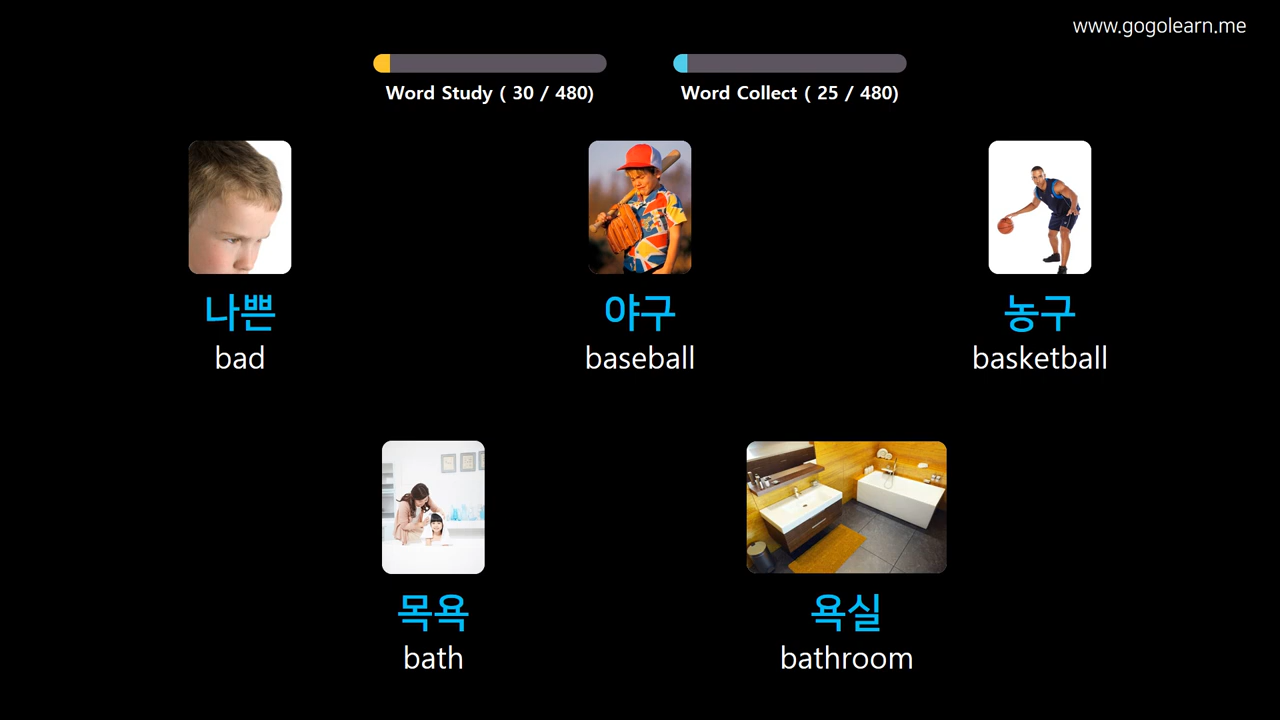 www.gogolearn.me
Word Study ( 30 / 480)
Word Collect ( 25 / 480)
나쁜
bad
야구
baseball
농구
basketball
목욕
bath
욕실
bathroom